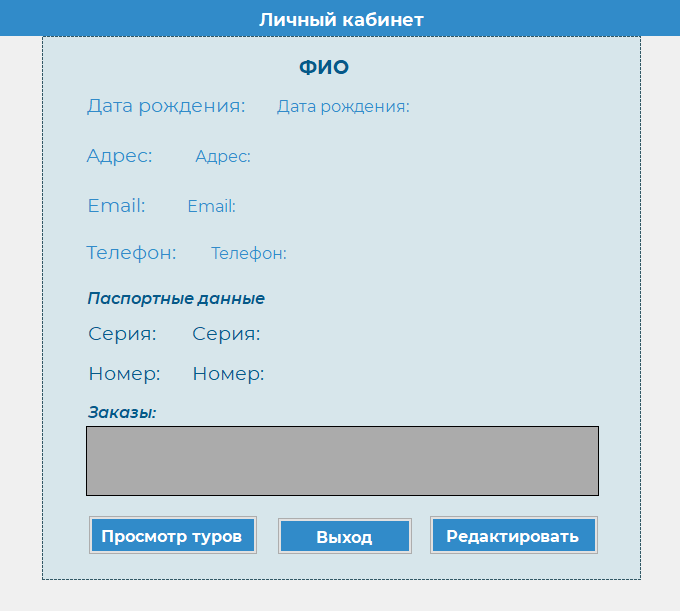 Личный кабинет
ФИО
Дата рождения: Дата рождения:
Адрес: Адрес:
Email: Email:
Телефон: Телефон:
Паспортные данные
Серия: Серия:
Номер: Номер:
Заказы:
Просмотр туров Выход Редактировать